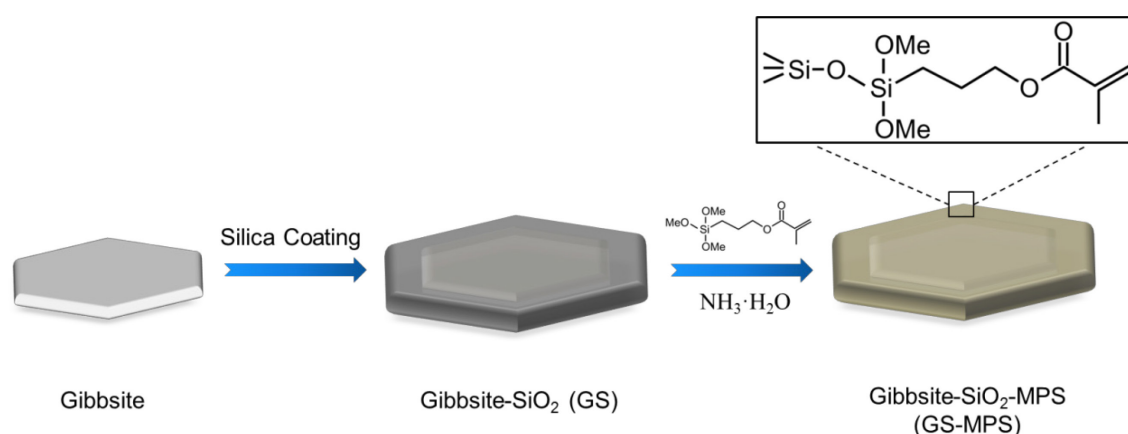 O
OMe
Si-O
Si
O
OMe
Silica Coating
O
OMe
MeO-Si
O
OMe
NH₃·H₂O
Gibbsite
Gibbsite-SiO₂ (GS)
Gibbsite-SiO₂-MPS
(GS-MPS)